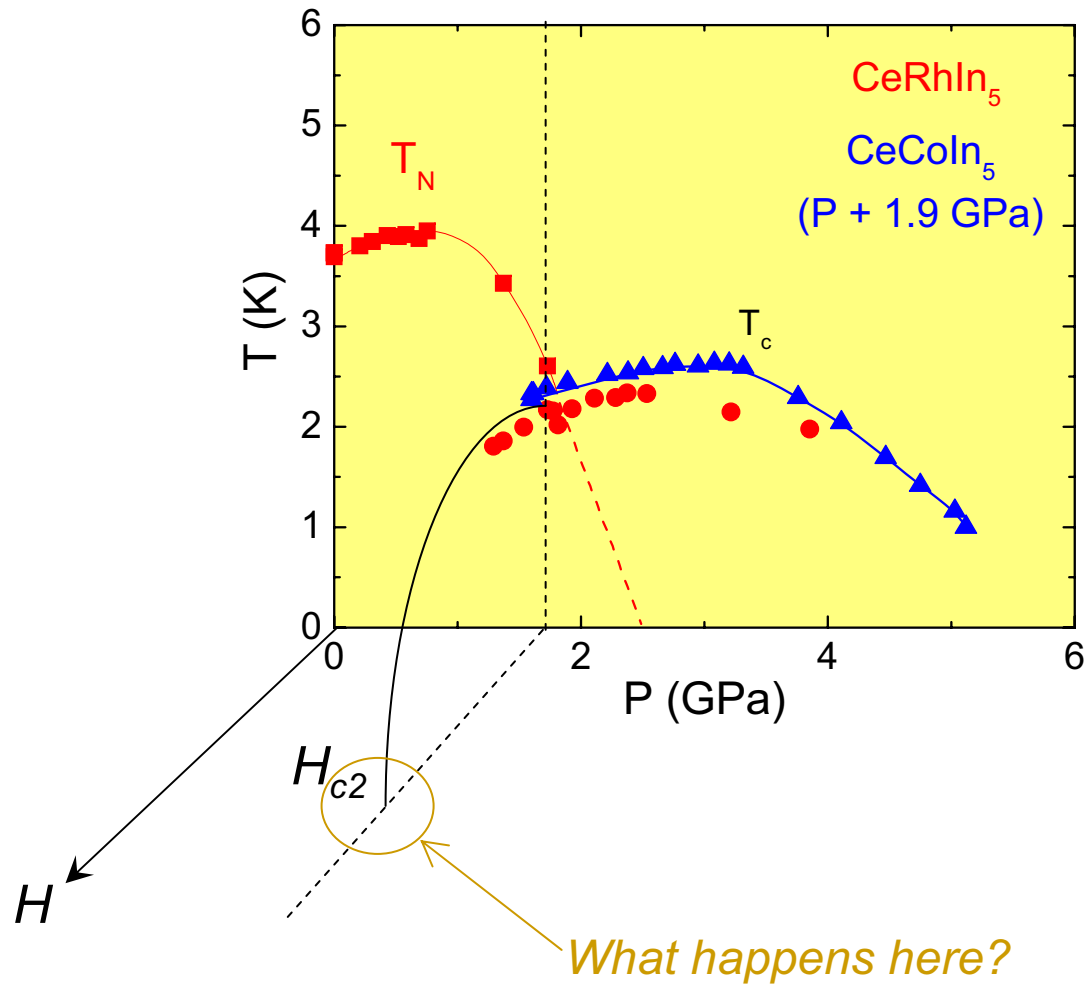 6
5
4
3
2
1
0
T (K)
CeRhIn5
CeCoIn5
(P + 1.9 GPa)
TN
Tc
0
2
4
6
P (GPa)
Hc2
H
What happens here?